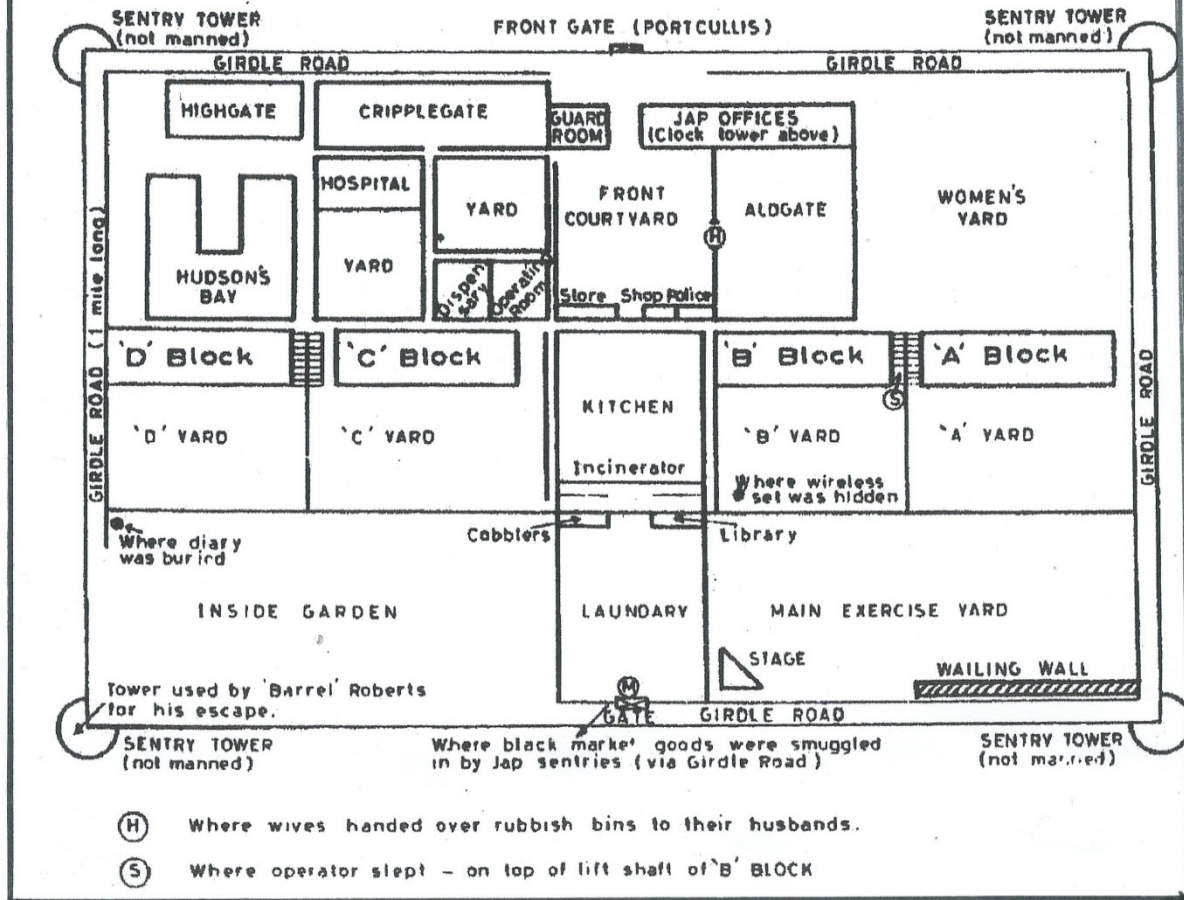 SENTRY TOWER
(not manned)
FRONT GATE (PORTCULLIS)
SENTRY TOWER
(not manned)
GIRDLE ROAD
GIRDLE ROAD
HIGHGATE
CRIPPLEGATE
GUARD
ROOM
JAP OFFICES
(Clock tower above)
HOSPITAL
YARD
FRONT
COURTYARD
ALDGATE
WOMEN'S
YARD
H
HUDSON'S
BAY
YARD
Dispen
sary
Operating
Room
Store
Shop
Police
GIRDLE ROAD (1 mile long)
'D' Block
'C' Block
'B' Block
'A' Block
GIRDLE ROAD
S
KITCHEN
'D' YARD
'C' YARD
'B' YARD
'A' YARD
Incinerator
Where wireless
set was hidden
Where diary
was burird
Cobblers
Library
INSIDE GARDEN
LAUNDARY
MAIN EXERCISE YARD
STAGE
WAILING WALL
Tower used by 'Barrel' Roberts
for his escape.
M
GATE
GIRDLE ROAD
SENTRY TOWER
(not manned)
Where black market goods were smuggled
in by Jap sentries (via Girdle Road)
SENTRY TOWER
(not manned)
H Where wives handed over rubbish bins to their husbands.
S Where operator slept - on top of lift shaft of 'B' BLOCK